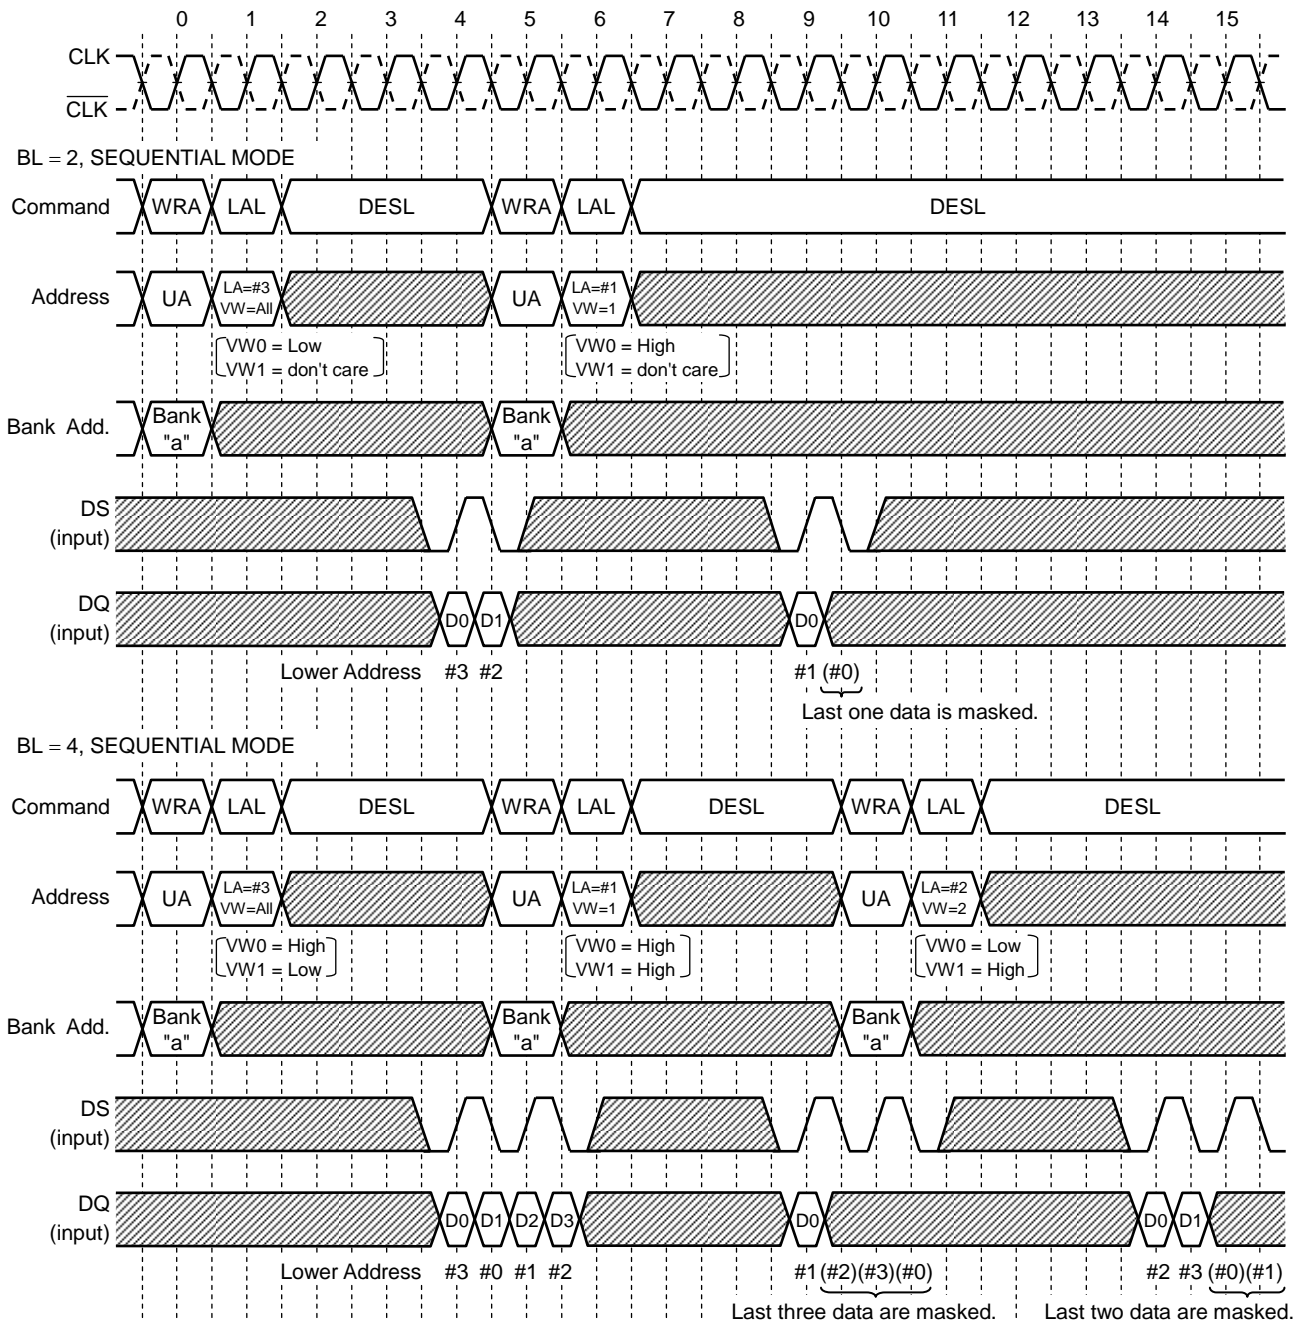 0 1 2 3 4 5 6 7 8 9 10 11 12 13 14 15
CLK
CLK
BL = 2, SEQUENTIAL MODE
Command WRA LAL DESL WRA LAL DESL
Address UA LA=#3 UA LA=#1
VW=All VW=1
VW0 = Low VW0 = High
VW1 = don't care VW1 = don't care
Bank Add. Bank Bank
"a" "a"
DS
(input)
DQ D0 D1 D0
(input)
Lower Address #3 #2 #1 (#0)
Last one data is masked.
BL = 4, SEQUENTIAL MODE
Command WRA LAL DESL WRA LAL DESL WRA LAL DESL
Address UA LA=#3 UA LA=#1 UA LA=#2
VW=All VW=1 VW=2
VW0 = High VW0 = High VW0 = Low
VW1 = Low VW1 = High VW1 = High
Bank Add. Bank Bank Bank
"a" "a" "a"
DS
(input)
DQ D0 D1 D2 D3 D0 D0 D1
(input)
Lower Address #3 #0 #1 #2 #1 (#2)(#3)(#0) #2 #3 (#0)(#1)
Last three data are masked. Last two data are masked.